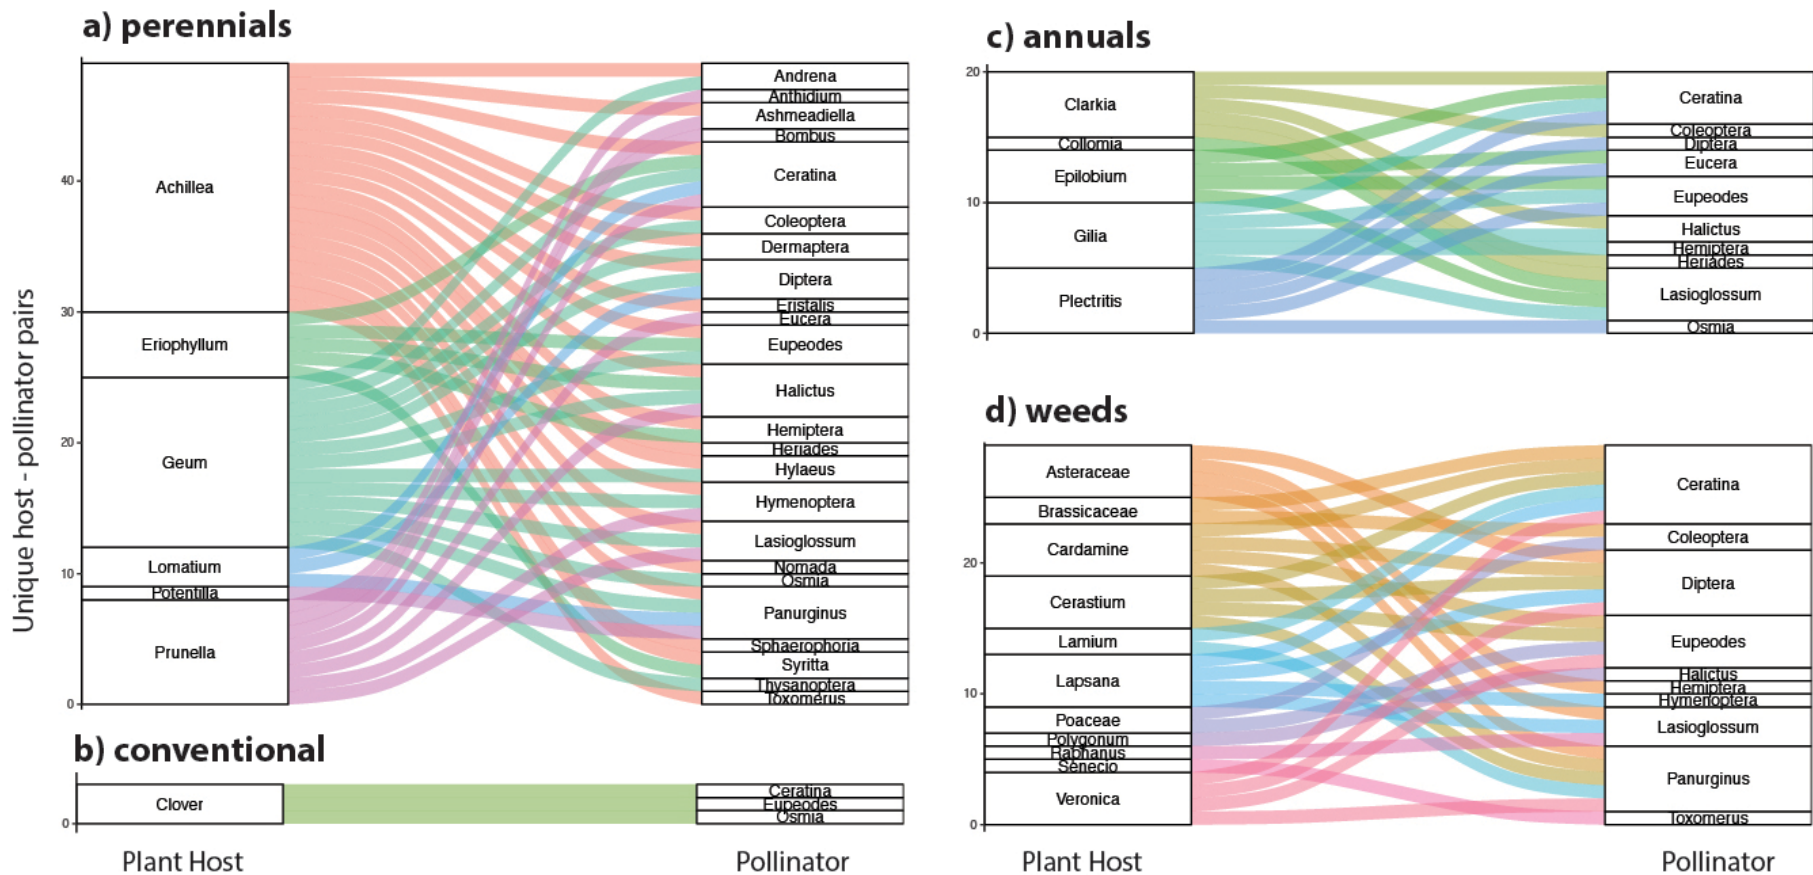 a) perennials
Unique host - pollinator pairs
40
30
20
10
0
Achillea
Eriophyllum
Geum
Lomatium
Potentilla
Prunella
Andrena
Anthidium
Ashmeadiella
Bombus
Ceratina
Coleoptera
Dermaptera
Diptera
Eristalis
Eucera
Eupeodes
Halictus
Hemiptera
Heriades
Hylaeus
Hymenoptera
Lasioglossum
Nomada
Osmia
Panurginus
Sphaerophoria
Syritta
Thysanoptera
Toxomerus
b) conventional
0
Clover
Ceratina
Eupeodes
Osmia
Plant Host
Pollinator
c) annuals
20
10
0
Clarkia
Collomia
Epilobium
Gilia
Plectritis
Ceratina
Coleoptera
Diptera
Eucera
Eupeodes
Halictus
Hemiptera
Heriades
Lasioglossum
Osmia
d) weeds
20
10
0
Asteraceae
Brassicaceae
Cardamine
Cerastium
Lamium
Lapsana
Poaceae
Polygonum
Raphanus
Senecio
Veronica
Ceratina
Coleoptera
Diptera
Eupeodes
Halictus
Hemiptera
Hymenoptera
Lasioglossum
Panurginus
Toxomerus
Plant Host
Pollinator